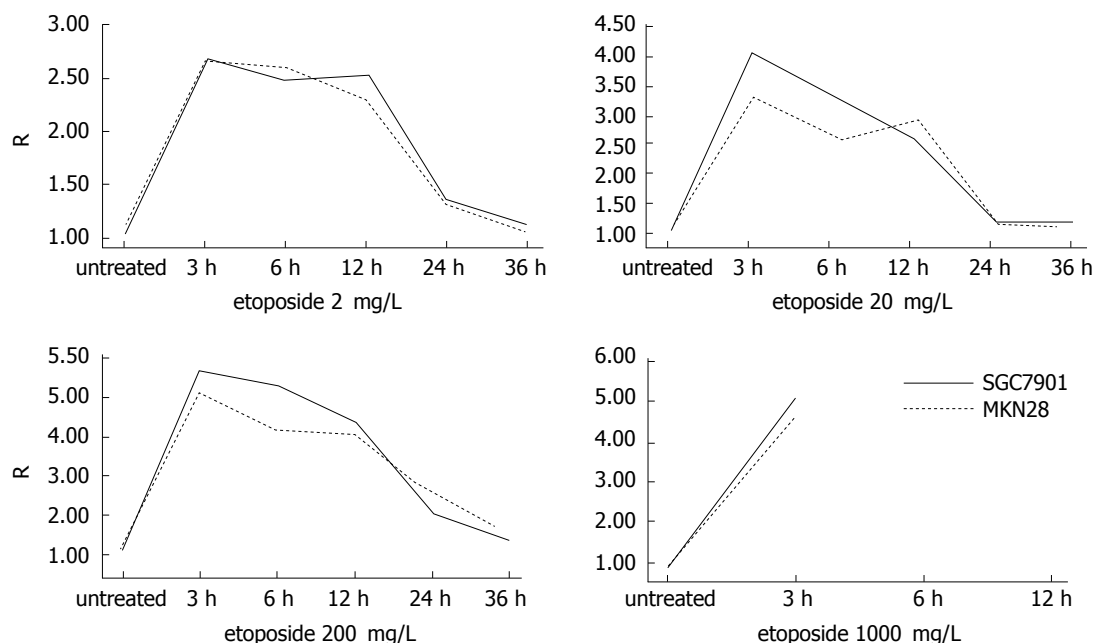 3.00
2.50
2.00
1.50
1.00
R
untreated 3 h 6 h 12 h 24 h 36 h
etoposide 2 mg/L
4.50
4.00
3.50
3.00
2.50
2.00
1.50
1.00
untreated 3 h 6 h 12 h 24 h 36 h
etoposide 20 mg/L
5.50
5.00
4.00
3.00
2.00
1.00
R
untreated 3 h 6 h 12 h 24 h 36 h
etoposide 200 mg/L
6.00
5.00
4.00
3.00
2.00
1.00
SGC7901
MKN28
untreated 3 h 6 h 12 h
etoposide 1000 mg/L